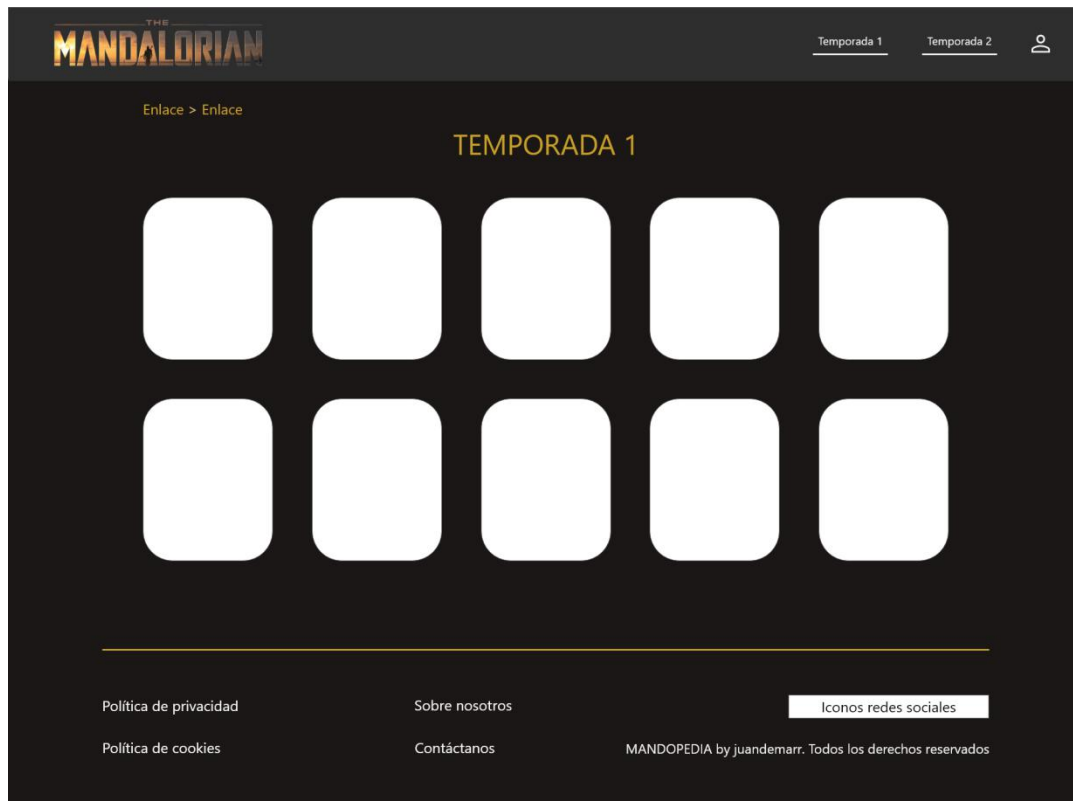 THE
MANDALORIAN
Temporada 1
Temporada 2
Enlace > Enlace
TEMPORADA 1
Política de privacidad
Sobre nosotros
Iconos redes sociales
Política de cookies
Contáctanos
MANDOPEDIA by juandemarr. Todos los derechos reservados